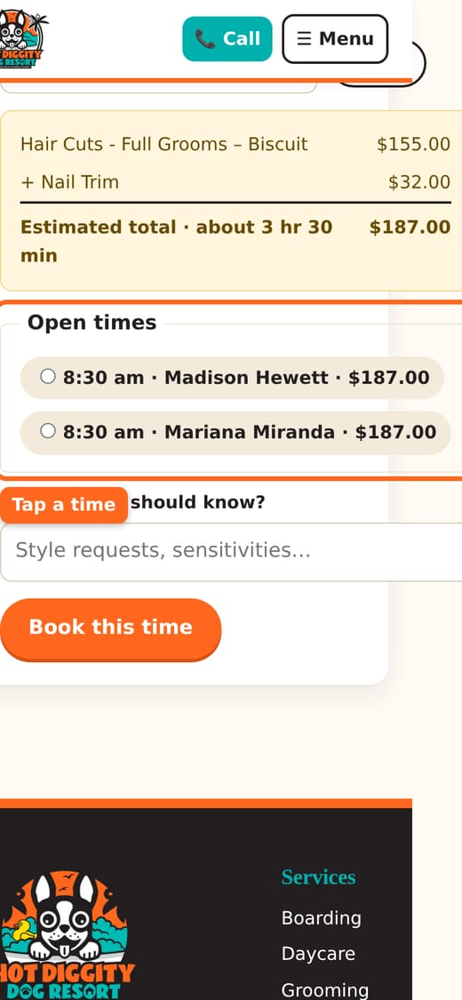 T DIGGITY
G RESORT
📞 Call
☰ Menu
Hair Cuts - Full Grooms – Biscuit $155.00
+ Nail Trim $32.00
Estimated total · about 3 hr 30 $187.00
min
Open times
8:30 am · Madison Hewett · $187.00
8:30 am · Mariana Miranda · $187.00
Tap a time should know?
Style requests, sensitivities...
Book this time
Services
Boarding
Daycare
Grooming
HOT DIGGITY
DOG RESORT